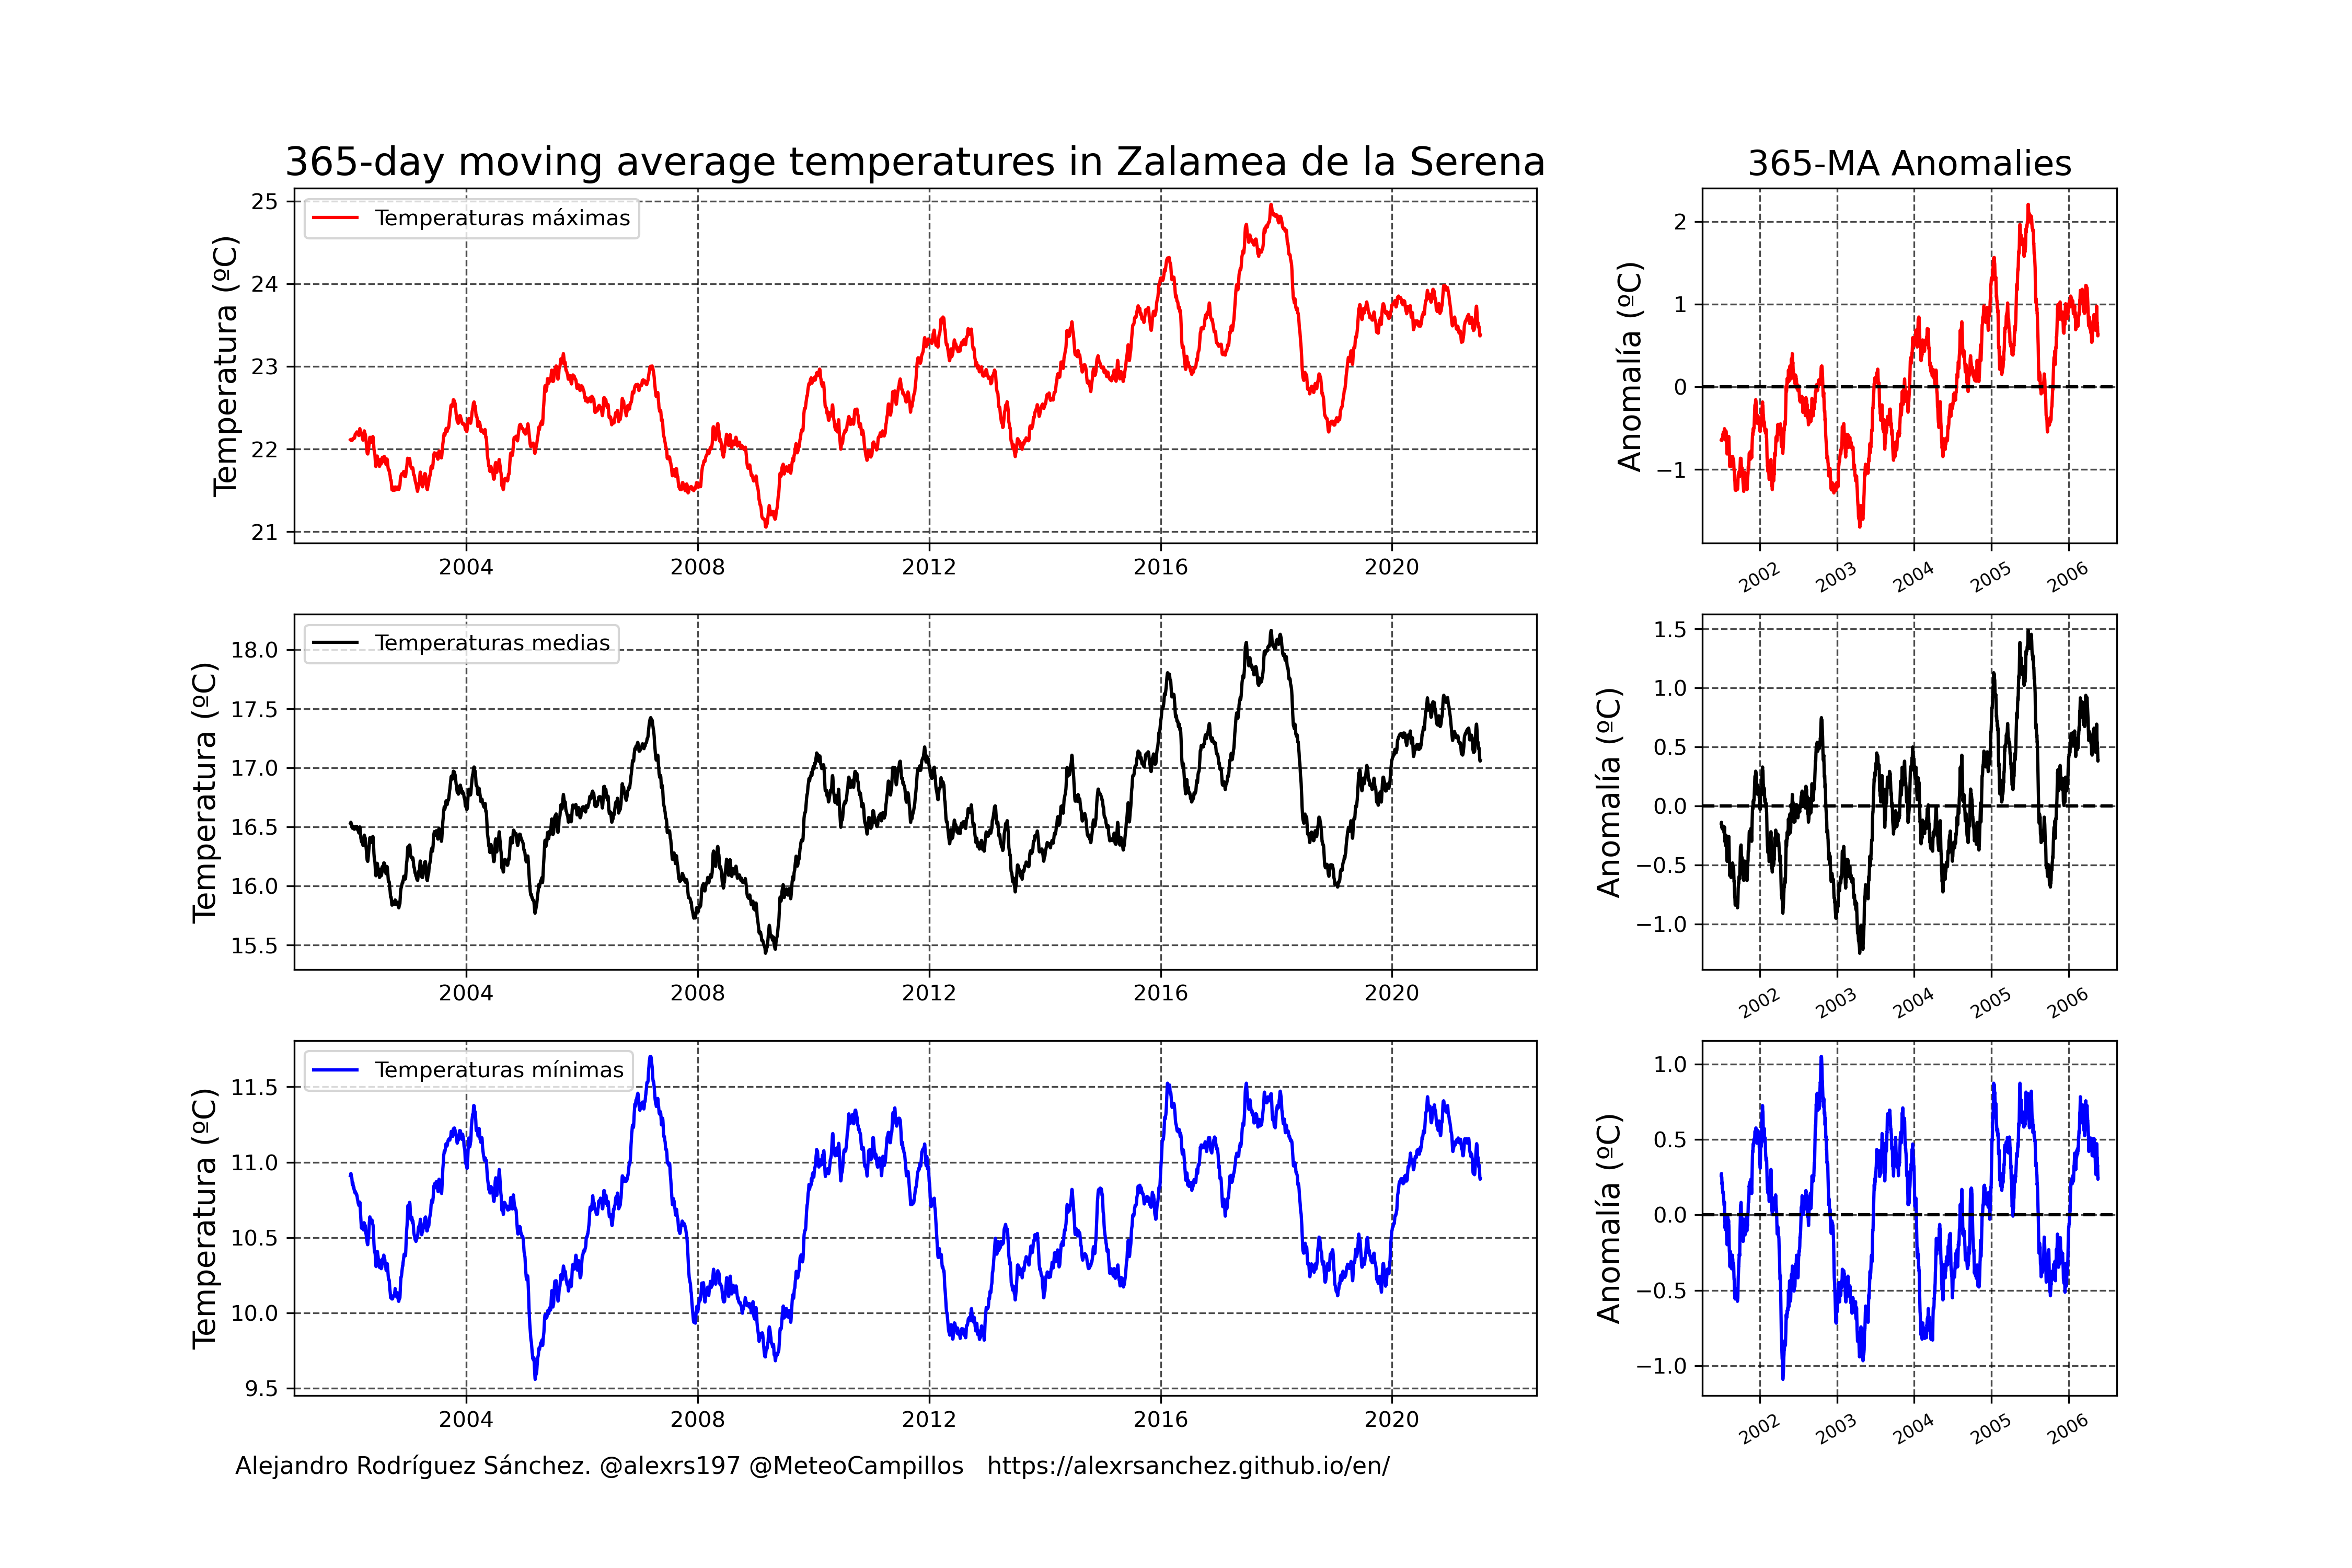 365-day moving average temperatures in Zalamea de la Serena
365-MA Anomalies
Temperaturas máximas
Temperatura (ºC)
25
24
23
22
21
2004 2008 2012 2016 2020
Anomalía (ºC)
2
1
0
−1
2002 2003 2004 2005 2006
Temperaturas medias
Temperatura (ºC)
18.0
17.5
17.0
16.5
16.0
15.5
2004 2008 2012 2016 2020
Anomalía (ºC)
1.5
1.0
0.5
0.0
−0.5
−1.0
2002 2003 2004 2005 2006
Temperaturas mínimas
Temperatura (ºC)
11.5
11.0
10.5
10.0
9.5
2004 2008 2012 2016 2020
Anomalía (ºC)
1.0
0.5
0.0
−0.5
−1.0
2002 2003 2004 2005 2006
Alejandro Rodríguez Sánchez. @alexrs197 @MeteoCampillos https://alexrsanchez.github.io/en/